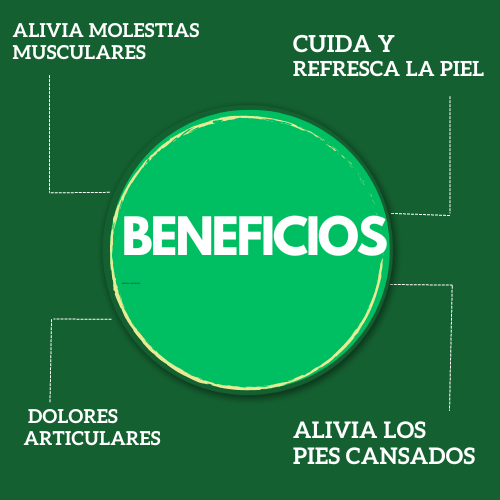 ALIVIA MOLESTIAS
MUSCULARES
CUIDA Y
REFRESCA LA PIEL
BENEFICIOS
DOLORES
ARTICULARES
ALIVIA LOS
PIES CANSADOS